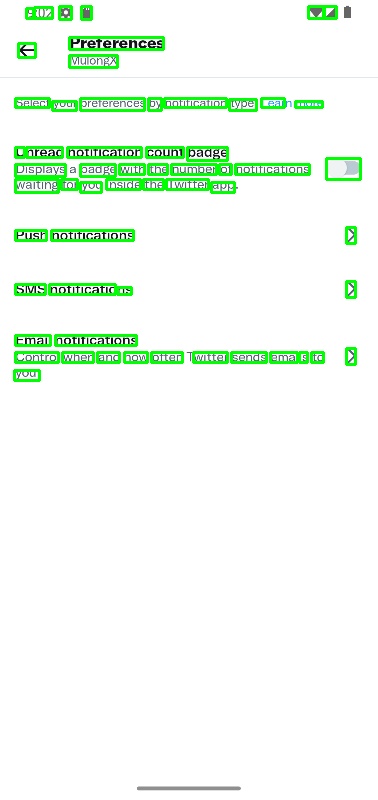 9:02
Preferences
MulongX
Select your preferences by notification type. Learn more
Unread notification count badge
Displays a badge with the number of notifications
waiting for you inside the Twitter app.
Push notifications
SMS notifications
Email notifications
Control when and how often Twitter sends emails to
you.